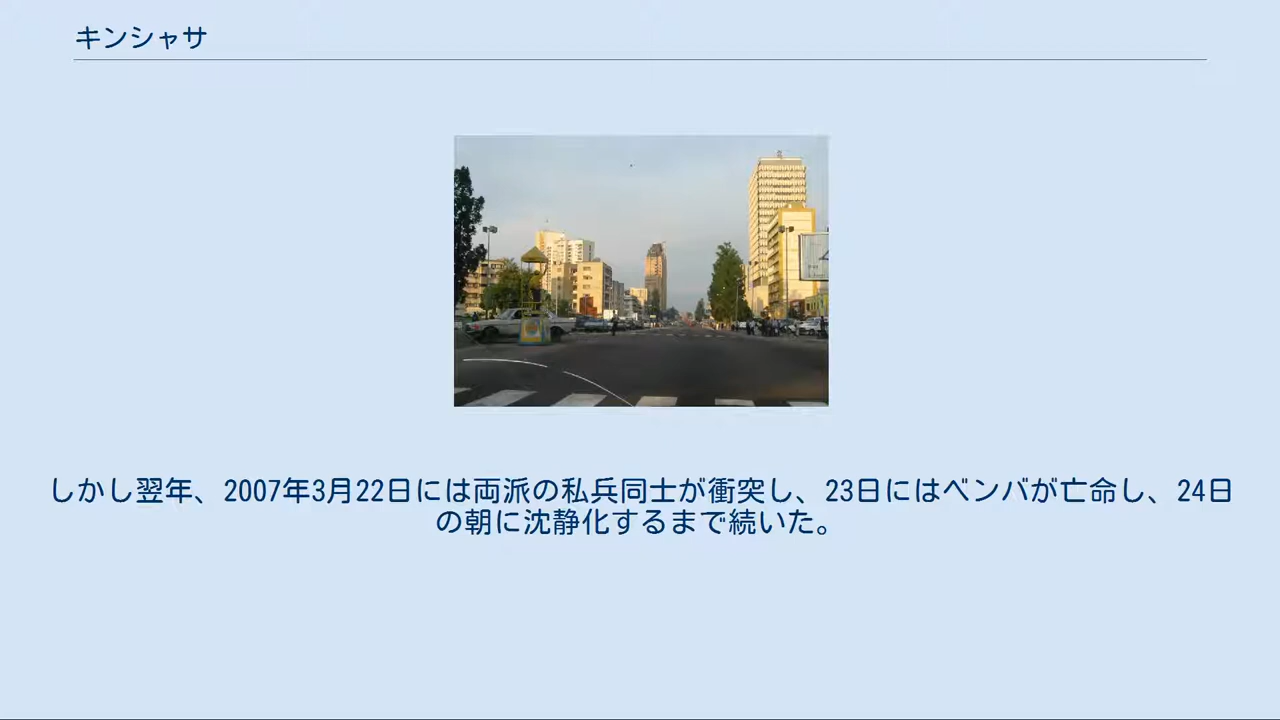 キンシャサ
しかし翌年、2007年3月22日には両派の私兵同士が衝突し、23日にはベンバが亡命し、24日
の朝に沈静化するまで続いた。